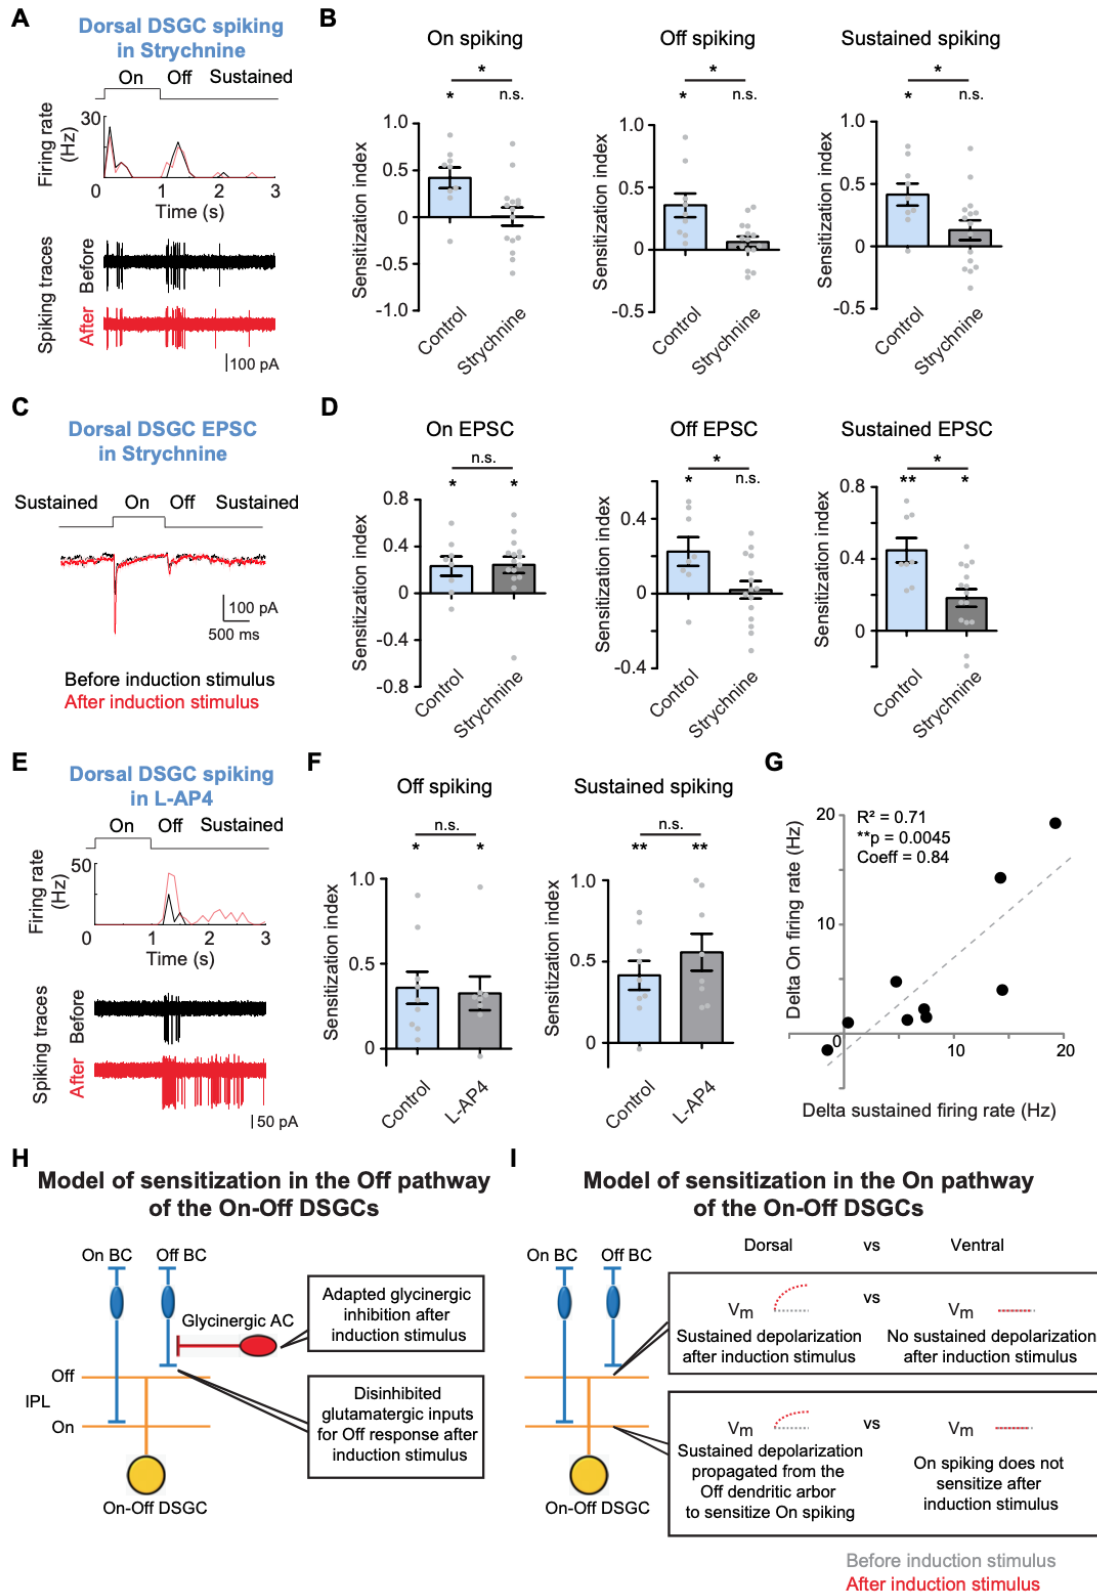 A
Dorsal DSGC spiking
in Strychnine
On Off Sustained
30
Firing rate
(Hz)
0 1 2 3
Time (s)
Spiking traces
Before
After
100 pA
B
On spiking
*
* n.s.
Sensitization index
1.0
0.5
0
-0.5
-1.0
Control
Strychnine
Off spiking
*
* n.s.
Sensitization index
1.0
0.5
0
-0.5
Control
Strychnine
Sustained spiking
*
* n.s.
Sensitization index
1.0
0.5
0
-0.5
Control
Strychnine
C
Dorsal DSGC EPSC
in Strychnine
Sustained On Off Sustained
100 pA
500 ms
Before induction stimulus
After induction stimulus
D
On EPSC
n.s.
* *
Sensitization index
0.8
0.4
0
-0.4
-0.8
Control
Strychnine
Off EPSC
*
* n.s.
Sensitization index
0.4
0
-0.4
Control
Strychnine
Sustained EPSC
*
** *
Sensitization index
0.8
0.4
0
Control
Strychnine
E
Dorsal DSGC spiking
in L-AP4
On Off Sustained
50
Firing rate
(Hz)
0 1 2 3
Time (s)
Spiking traces
Before
After
50 pA
F
Off spiking
n.s.
* *
Sensitization index
1.0
0.5
0
Control
L-AP4
Sustained spiking
n.s.
** **
Sensitization index
1.0
0.5
0
Control
L-AP4
G
Delta On firing rate (Hz)
20
10
R² = 0.71
**p = 0.0045
Coeff = 0.84
0 10 20
Delta sustained firing rate (Hz)
H
Model of sensitization in the Off pathway
of the On-Off DSGCs
On BC Off BC
Glycinergic AC
Adapted glycinergic
inhibition after
induction stimulus
Off
IPL
On
Disinhibited
glutamatergic inputs
for Off response after
induction stimulus
On-Off DSGC
I
Model of sensitization in the On pathway
of the On-Off DSGCs
On BC Off BC
Dorsal vs Ventral
Vm vs Vm
Sustained depolarization
after induction stimulus
No sustained depolarization
after induction stimulus
Off
IPL
On
Vm vs Vm
Sustained depolarization
propagated from the
Off dendritic arbor
to sensitize On spiking
On spiking does not
sensitize after
induction stimulus
On-Off DSGC
Before induction stimulus
After induction stimulus